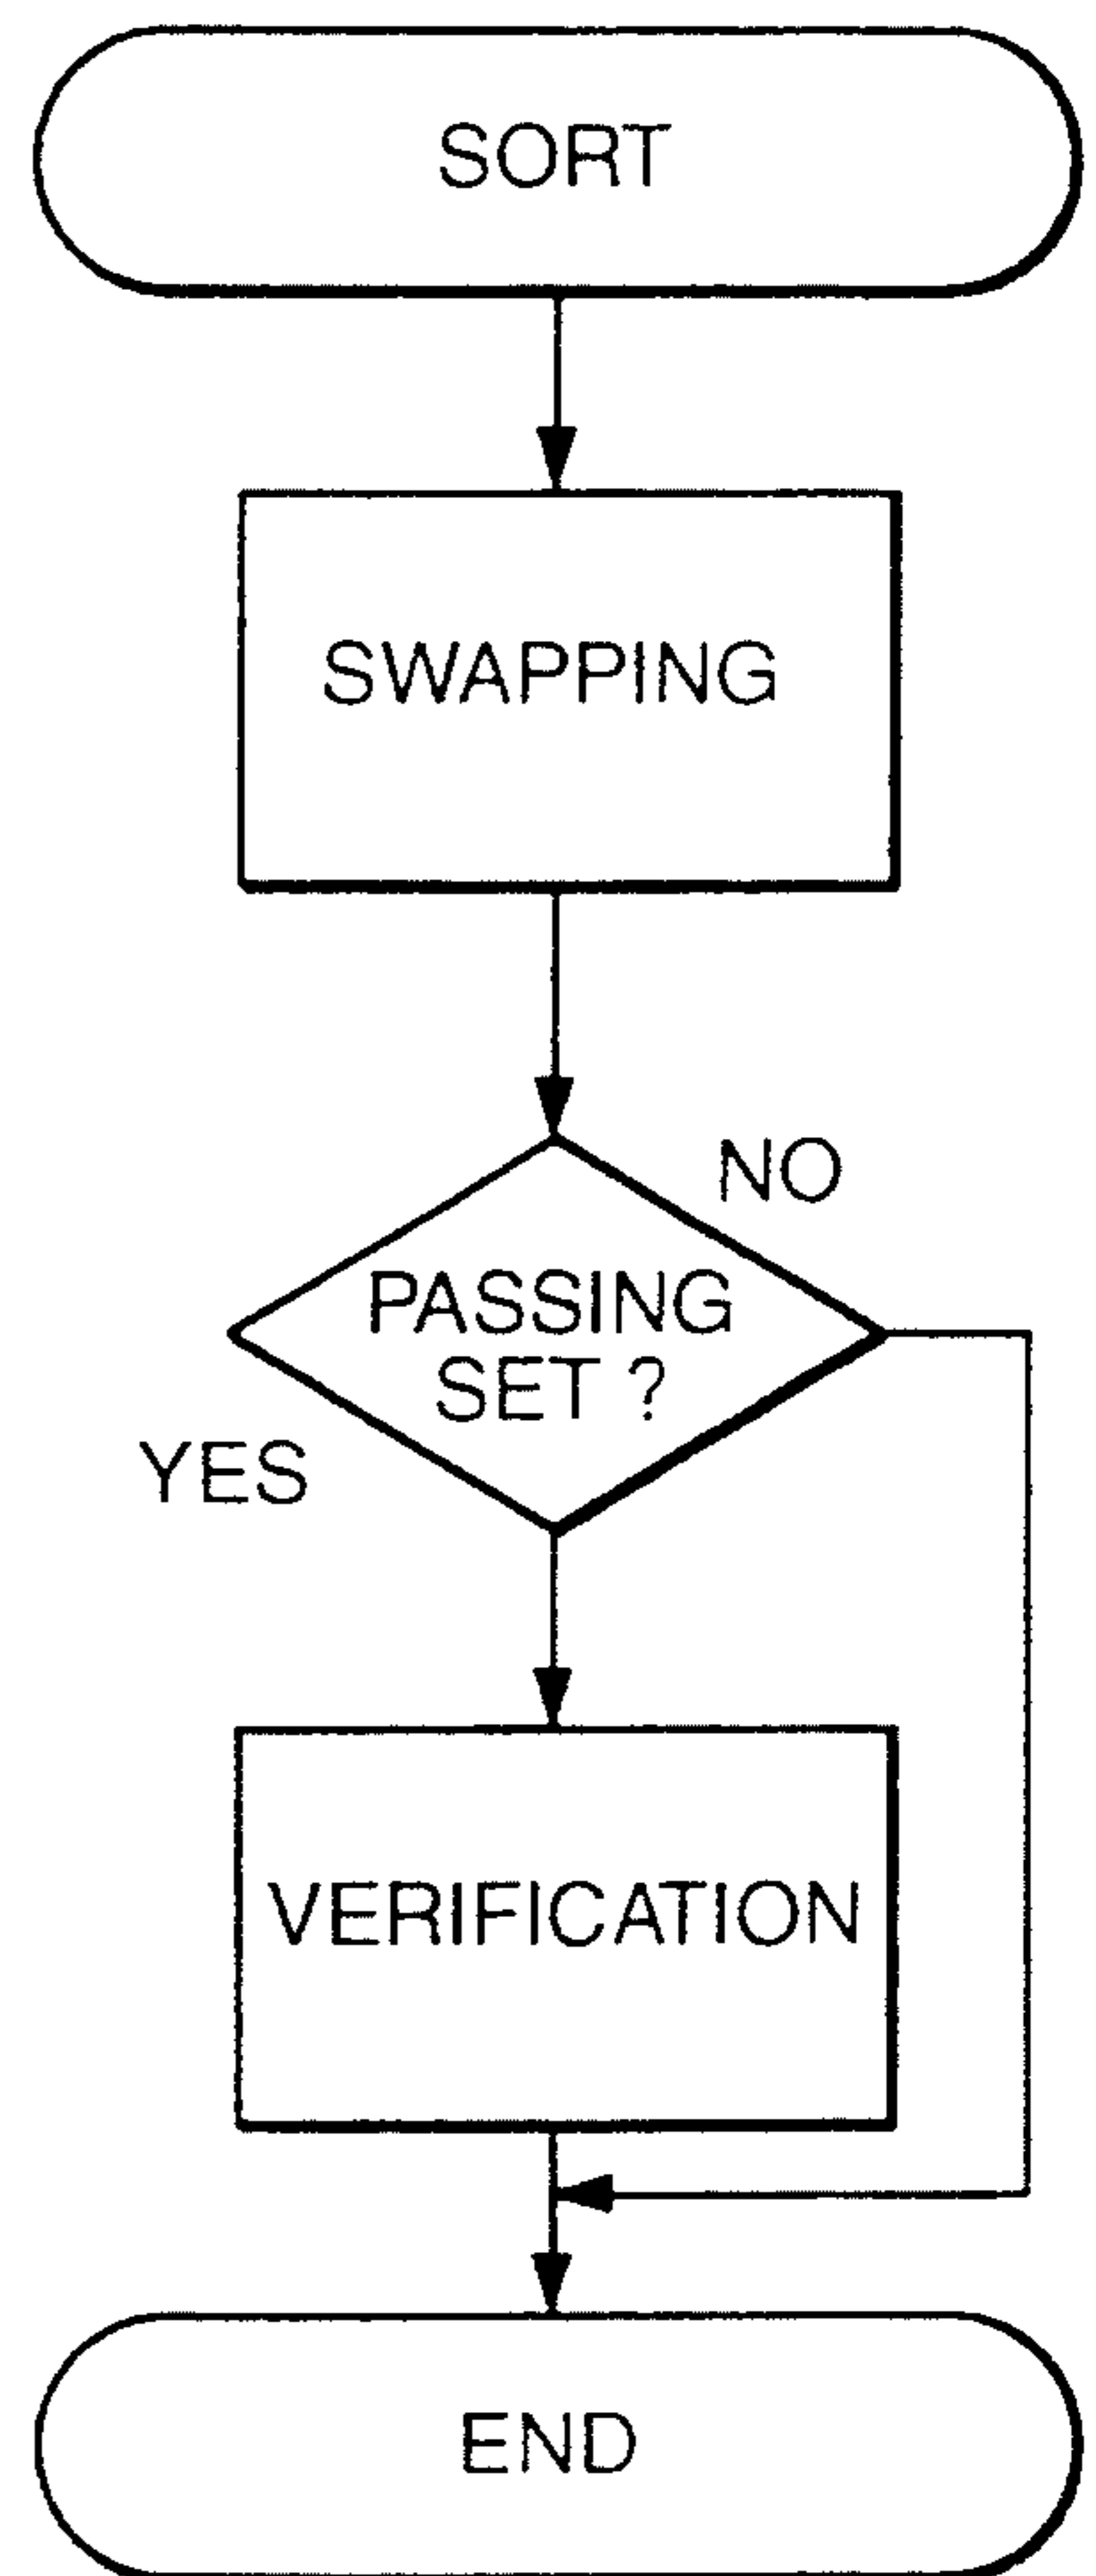 SORT
SWAPPING
NO
PASSING
SET ?
YES
VERIFICATION
END